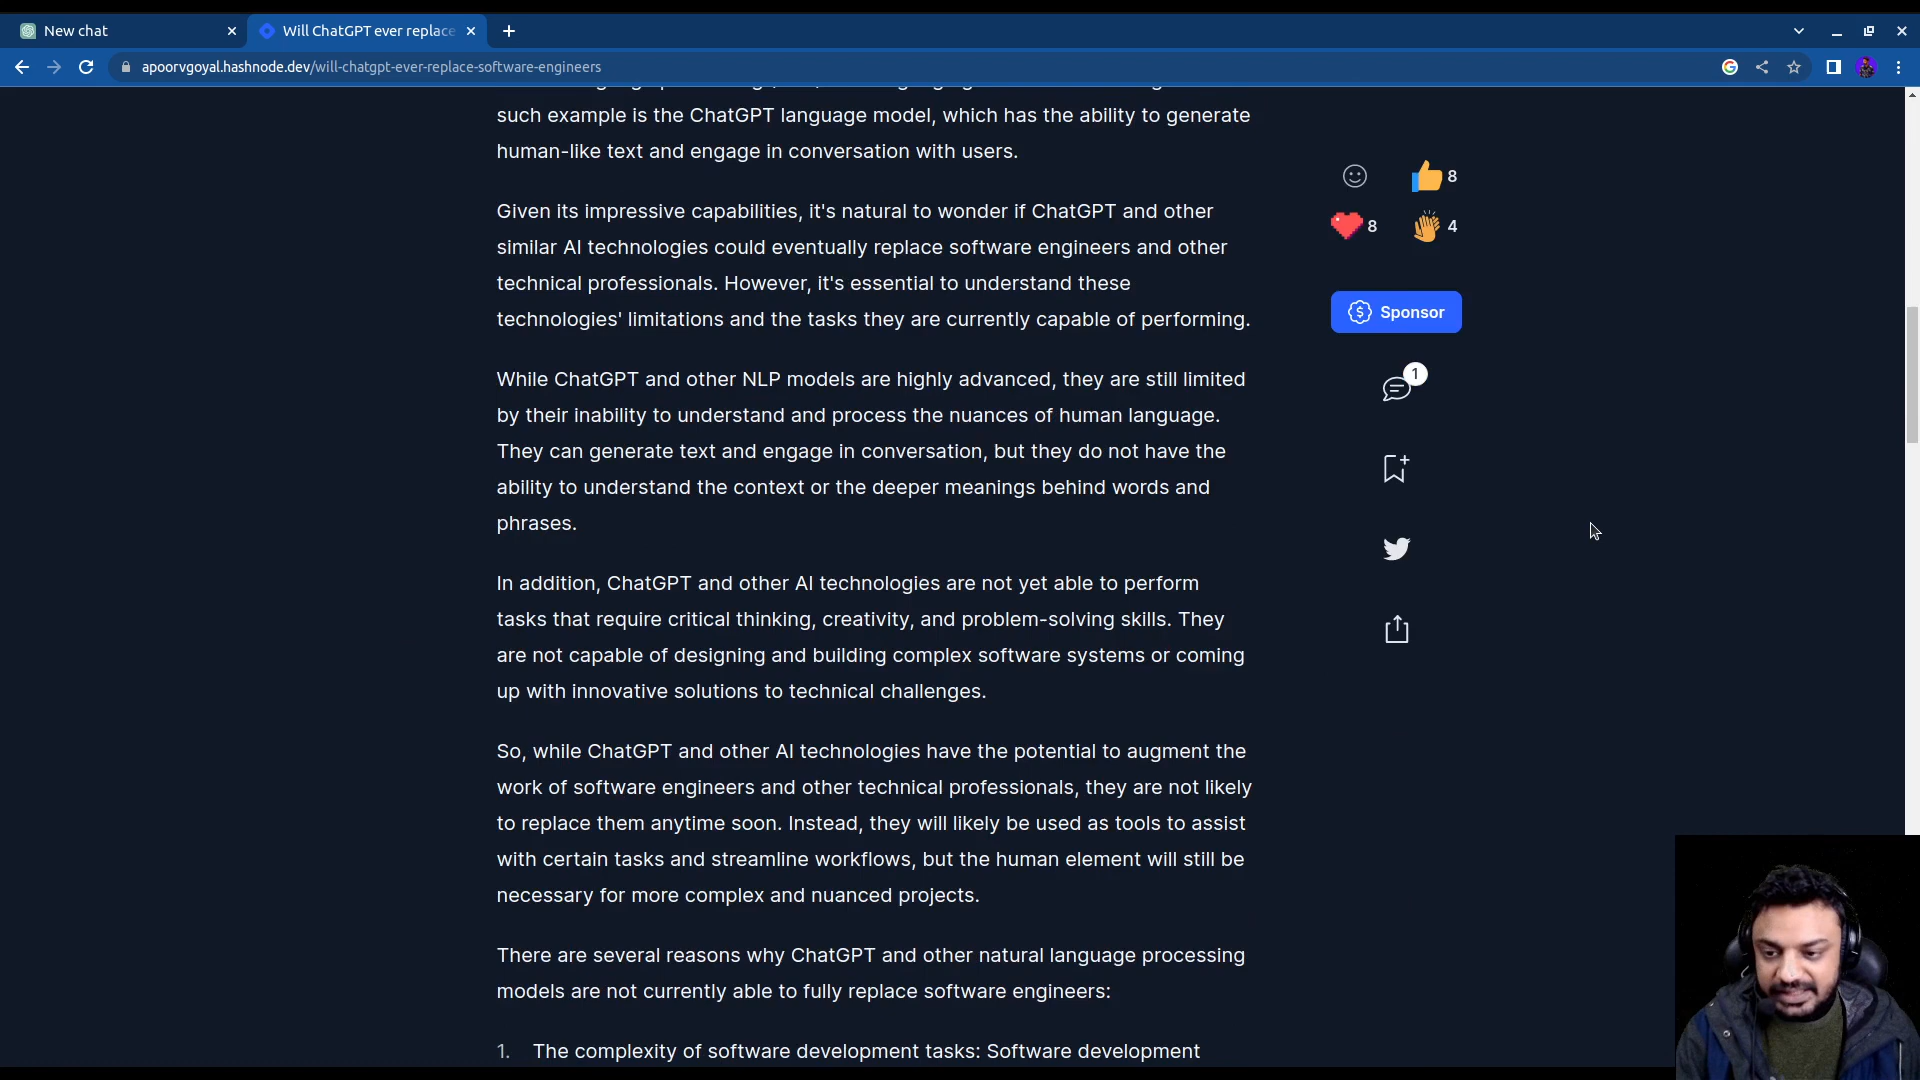 New chat
Will ChatGPT ever replace
apoorvgoyal.hashnode.dev/will-chatgpt-ever-replace-software-engineers
such example is the ChatGPT language model, which has the ability to generate
human-like text and engage in conversation with users.
Given its impressive capabilities, it's natural to wonder if ChatGPT and other
similar AI technologies could eventually replace software engineers and other
technical professionals. However, it's essential to understand these
technologies' limitations and the tasks they are currently capable of performing.
While ChatGPT and other NLP models are highly advanced, they are still limited
by their inability to understand and process the nuances of human language.
They can generate text and engage in conversation, but they do not have the
ability to understand the context or the deeper meanings behind words and
phrases.
In addition, ChatGPT and other AI technologies are not yet able to perform
tasks that require critical thinking, creativity, and problem-solving skills. They
are not capable of designing and building complex software systems or coming
up with innovative solutions to technical challenges.
So, while ChatGPT and other AI technologies have the potential to augment the
work of software engineers and other technical professionals, they are not likely
to replace them anytime soon. Instead, they will likely be used as tools to assist
with certain tasks and streamline workflows, but the human element will still be
necessary for more complex and nuanced projects.
There are several reasons why ChatGPT and other natural language processing
models are not currently able to fully replace software engineers:
1. The complexity of software development tasks: Software development
8
8
4
Sponsor
1